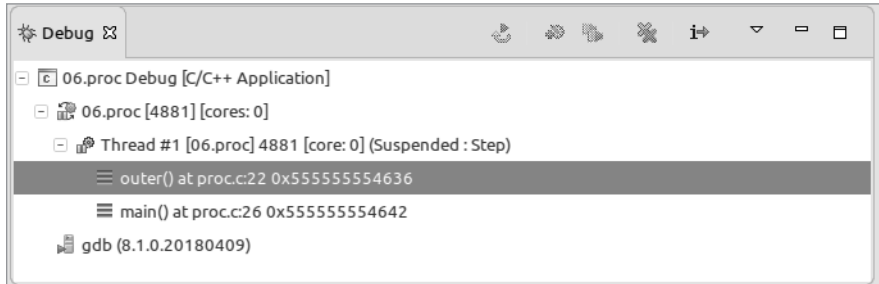 Debug
i
c 06.proc Debug [C/C++ Application]
06.proc [4881] [cores: 0]
Thread #1 [06.proc] 4881 [core: 0] (Suspended : Step)
outer() at proc.c:22 0x555555554636
main() at proc.c:26 0x555555554642
gdb (8.1.0.20180409)